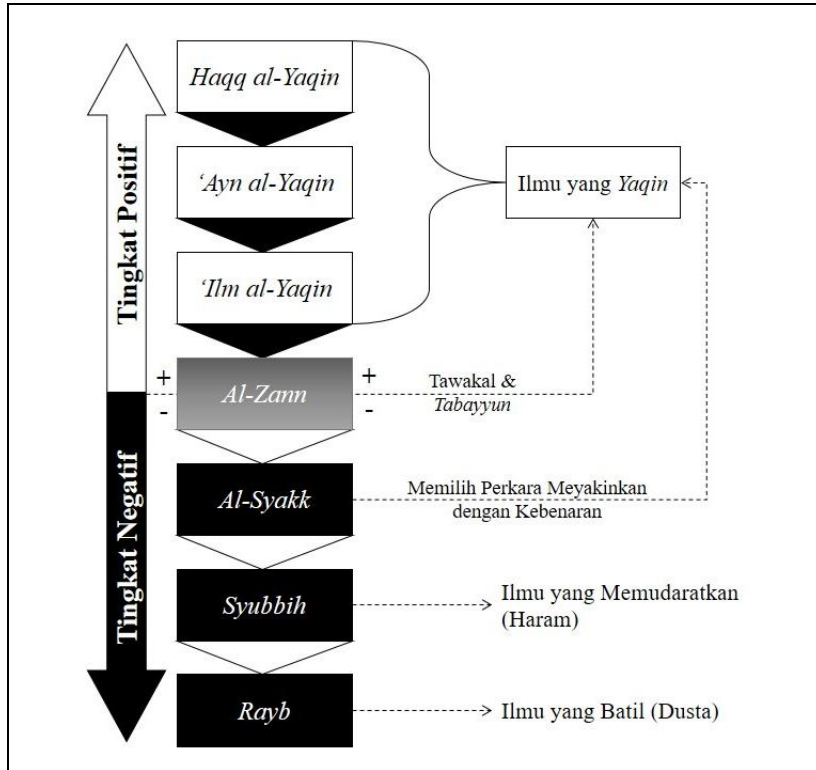 Tingkat Positif
Tingkat Negatif
Haqq al-Yaqin
‘Ayn al-Yaqin
‘Ilm al-Yaqin
Ilmu yang Yaqin
+
-
Al-Zann
+
-
Tawakal &
Tabayyun
Al-Syakk
Memilih Perkara Meyakinkan
dengan Kebenaran
Syubbih
Ilmu yang Memudaratkan
(Haram)
Rayb
Ilmu yang Batil (Dusta)